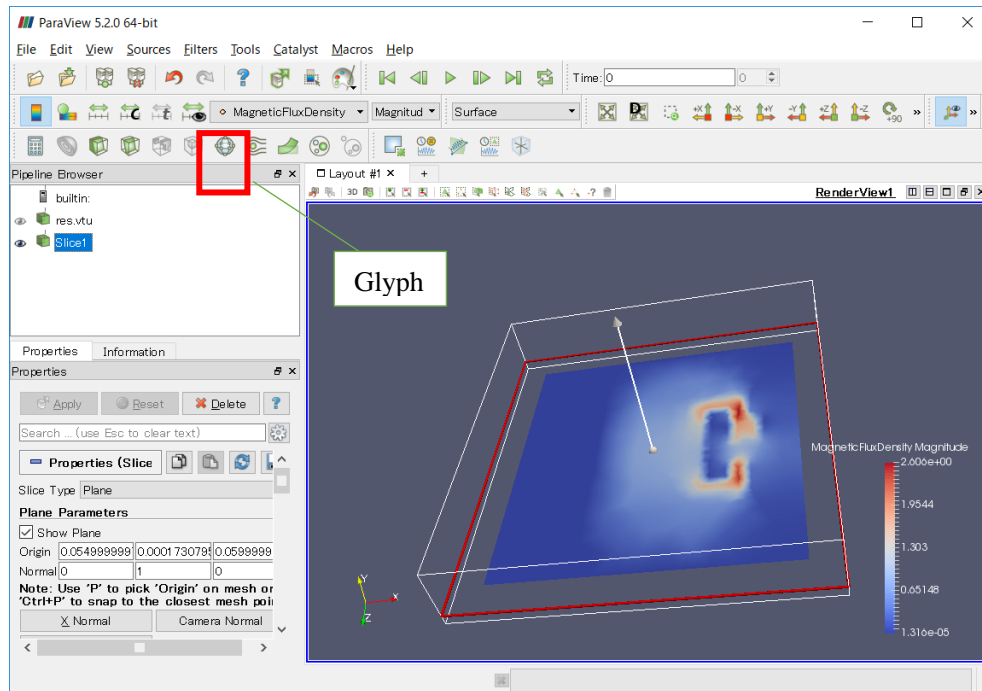 ParaView 5.2.0 64-bit
File Edit View Sources Filters Tools Catalyst Macros Help
Time: 0 0
MagneticFluxDensity Magnitud Surface +X -X +Y -Y +Z -Z +90 »
Pipeline Browser
Layout #1 × +
builtin:
3D
RenderView1
res.vtu
Slice1
Glyph
Properties Information
Properties
Apply Reset Delete ?
Search ... (use Esc to clear text)
Properties (Slice
Slice Type Plane
Plane Parameters
Show Plane
Origin 0.054999999 0.000173079 0.0599999
Normal 0 1 0
Note: Use 'P' to pick 'Origin' on mesh or
'Ctrl+P' to snap to the closest mesh poi
X Normal Camera Normal
MagneticFluxDensity Magnitude
2.606e+00
1.9544
1.303
0.65148
1.316e-05
Y
X
Z